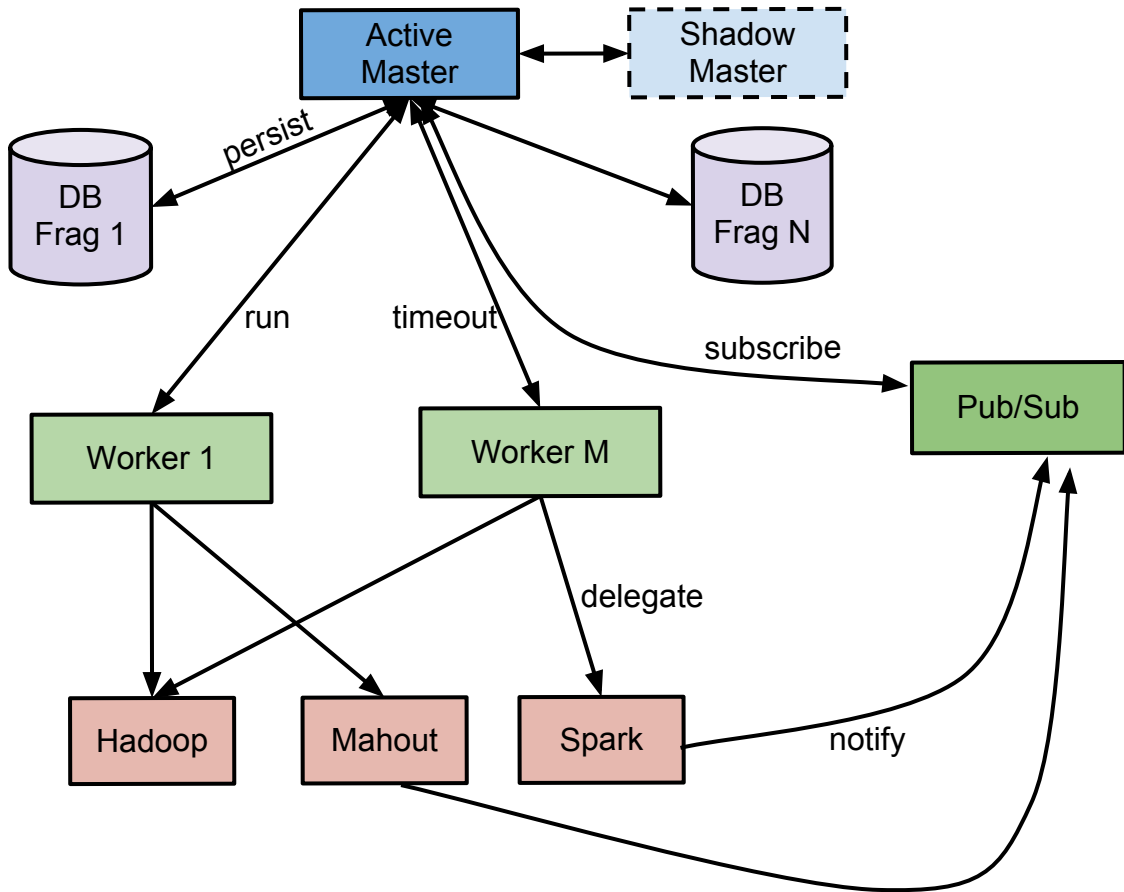 Active
Master
Shadow
Master
persist
DB
Frag 1
DB
Frag N
run
timeout
subscribe
Pub/Sub
Worker 1
Worker M
delegate
Hadoop
Mahout
Spark
notify